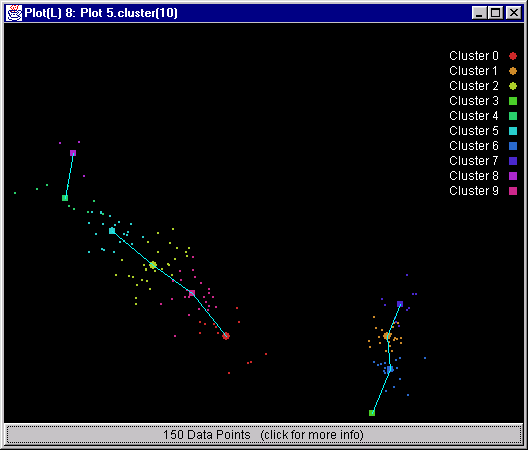 Plot(L) 8: Plot 5.cluster(10)
Cluster 0
Cluster 1
Cluster 2
Cluster 3
Cluster 4
Cluster 5
Cluster 6
Cluster 7
Cluster 8
Cluster 9
150 Data Points (click for more info)